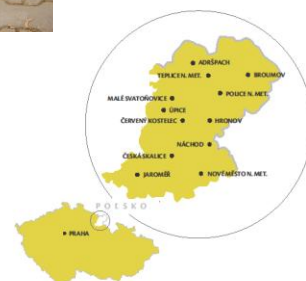 ADRŠPACH
TEPLICE N. MET.
BROUMOV
POLICE N. MET.
MALÉ SVATOŇOVICE
ÚPICE
ČERVENÝ KOSTELEC
HRONOV
NÁCHOD
ČESKÁ SKALICE
JAROMĚŘ
NOVÉ MĚSTO N. MET.
POLSKO
PRAHA